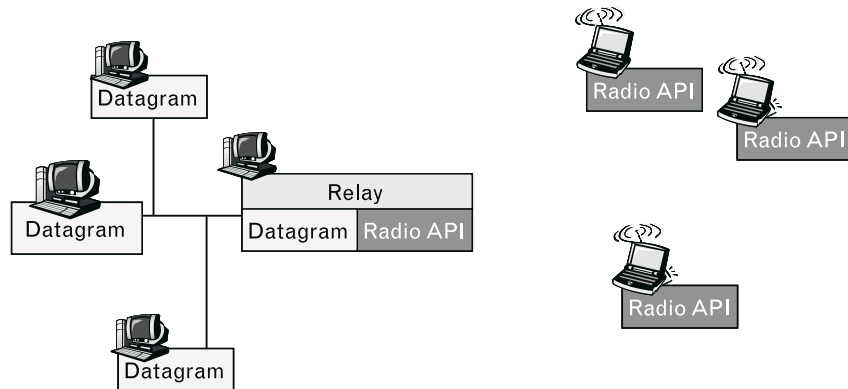 Datagram
Radio API
Radio API
Relay
Datagram
Datagram
Radio API
Radio API
Datagram